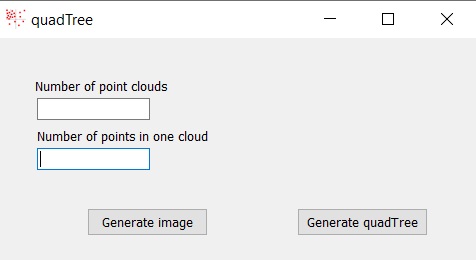 quadTree
Number of point clouds
Number of points in one cloud
Generate image
Generate quadTree